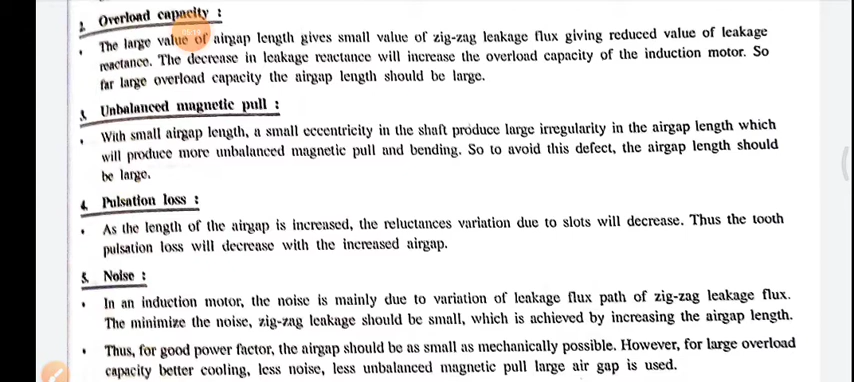 2. Overload capacity :
• The large value of airgap length gives small value of zig-zag leakage flux giving reduced value of leakage
reactance. The decrease in leakage reactance will increase the overload capacity of the induction motor. So
far large overload capacity the airgap length should be large.
3. Unbalanced magnetic pull :
• With small airgap length, a small eccentricity in the shaft produce large irregularity in the airgap length which
will produce more unbalanced magnetic pull and bending. So to avoid this defect, the airgap length should
be large.
4. Pulsation loss :
• As the length of the airgap is increased, the reluctances variation due to slots will decrease. Thus the tooth
pulsation loss will decrease with the increased airgap.
5. Noise :
• In an induction motor, the noise is mainly due to variation of leakage flux path of zig-zag leakage flux.
The minimize the noise, zig-zag leakage should be small, which is achieved by increasing the airgap length.
• Thus, for good power factor, the airgap should be as small as mechanically possible. However, for large overload
capacity better cooling, less noise, less unbalanced magnetic pull large air gap is used.